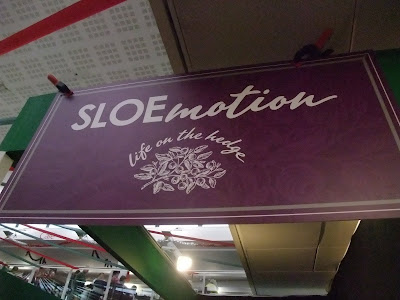 SLOEmotion
life on the hedge